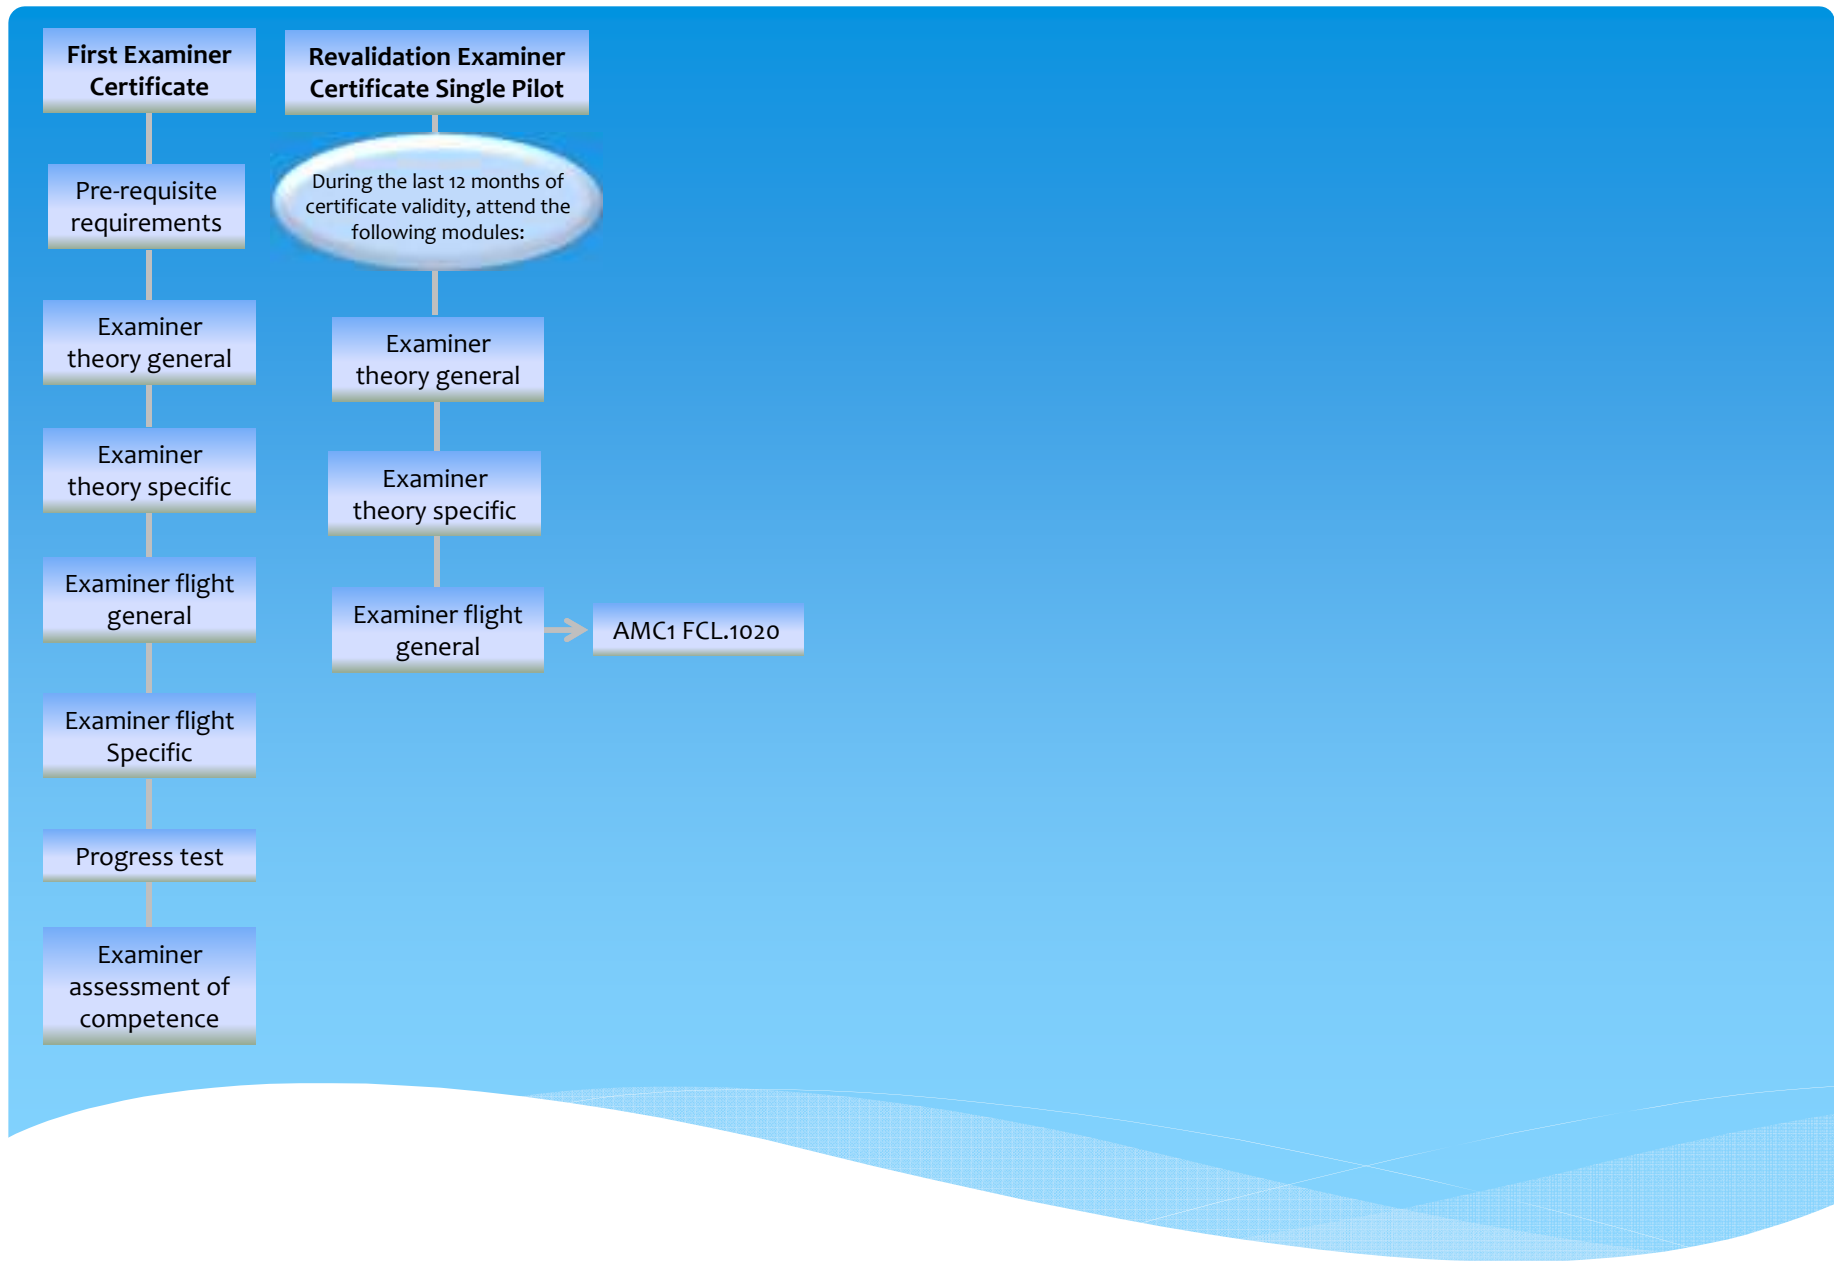 First Examiner
Certificate
Pre-requisite
requirements
Examiner
theory general
Examiner
theory specific
Examiner flight
general
Examiner flight
Specific
Progress test
Examiner
assessment of
competence
Revalidation Examiner
Certificate Single Pilot
During the last 12 months of
certificate validity, attend the
following modules:
Examiner
theory general
Examiner
theory specific
Examiner flight
general
AMC1 FCL.1020